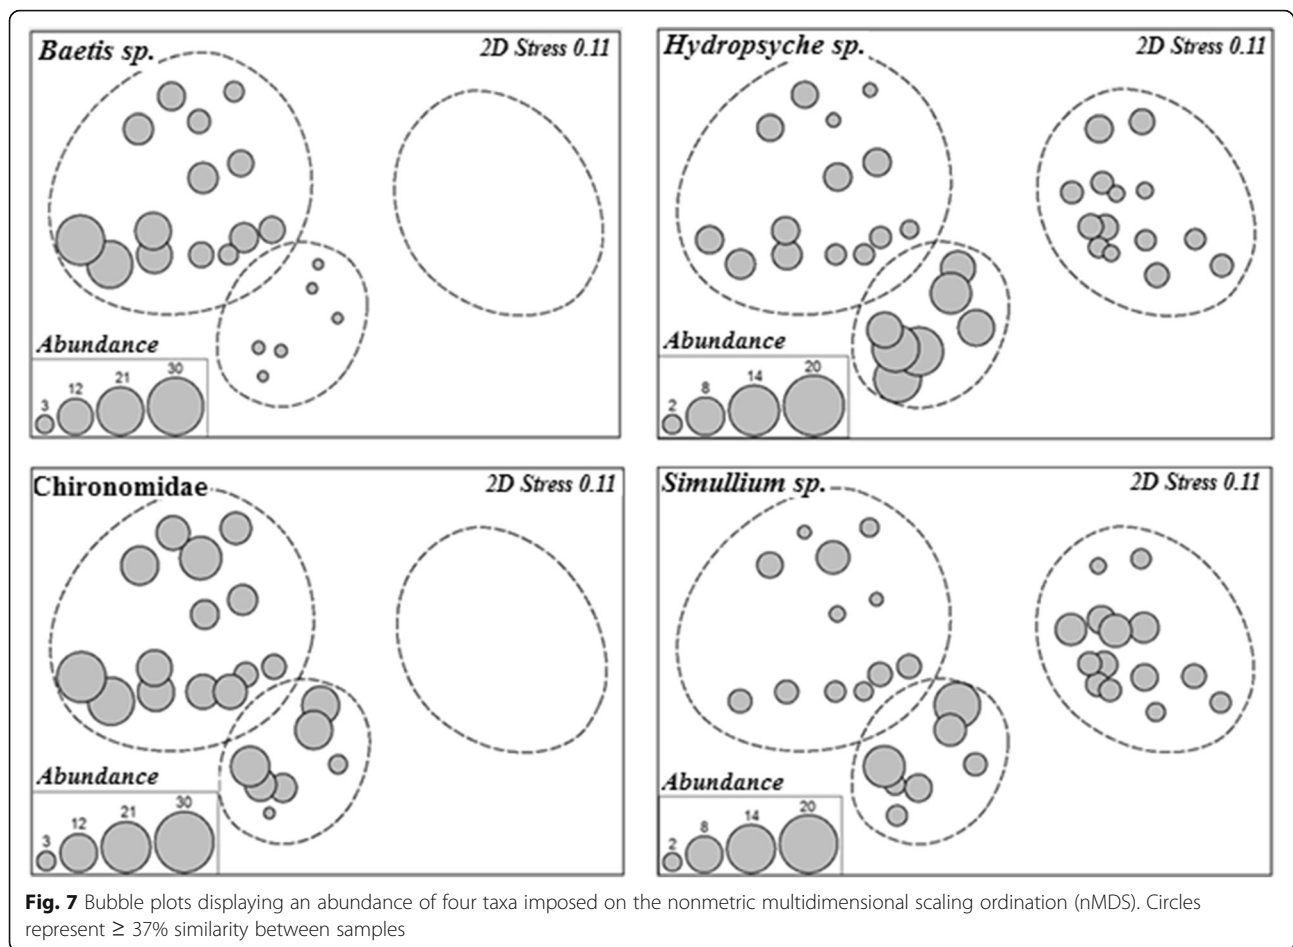 Baetis sp.
2D Stress 0.11
Abundance
3 12 21 30
Hydropsyche sp.
2D Stress 0.11
Abundance
2 8 14 20
Chironomidae
2D Stress 0.11
Abundance
3 12 21 30
Simullium sp.
2D Stress 0.11
Abundance
2 8 14 20
Fig. 7 Bubble plots displaying an abundance of four taxa imposed on the nonmetric multidimensional scaling ordination (nMDS). Circles
represent ≥ 37% similarity between samples